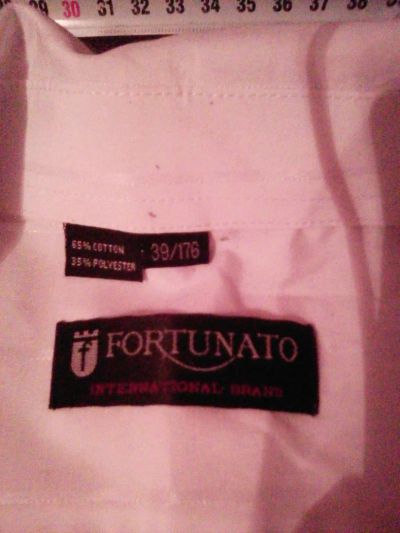 29 30 31 32 33 34 35 36 37 38
65% COTTON
35% POLYESTER
39/176
FORTUNATO
INTERNATIONAL BRAND